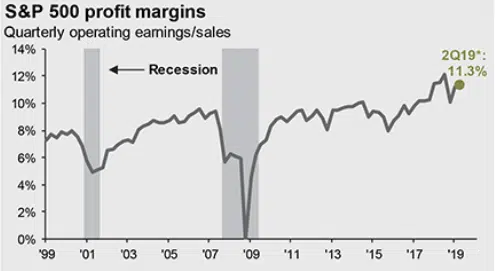 S&P 500 profit margins
Quarterly operating earnings/sales
14%
2Q19*:
11.3%
12%
Recession
10%
8%
6%
4%
2%
0%
'99 '01 '03 '05 '07 '09 '11 '13 '15 '17 '19